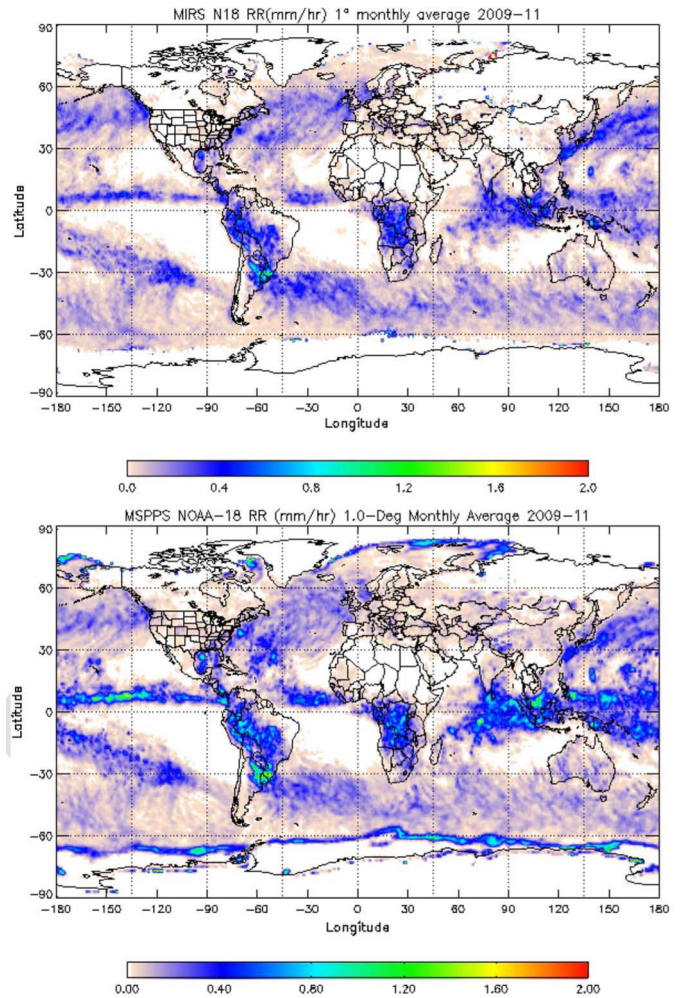 MIRS N18 RR(mm/hr) 1° monthly average 2009-11
90
60
30
0
-30
-60
-90
Latitude
-180 -150 -120 -90 -60 -30 0 30 60 90 120 150 180
Longitude
0.0 0.4 0.8 1.2 1.6 2.0
MSPPS NOAA-18 RR (mm/hr) 1.0-Deg Monthly Average 2009-11
90
60
30
0
-30
-60
-90
Latitude
-180 -150 -120 -90 -60 -30 0 30 60 90 120 150 180
Longitude
0.00 0.40 0.80 1.20 1.60 2.00